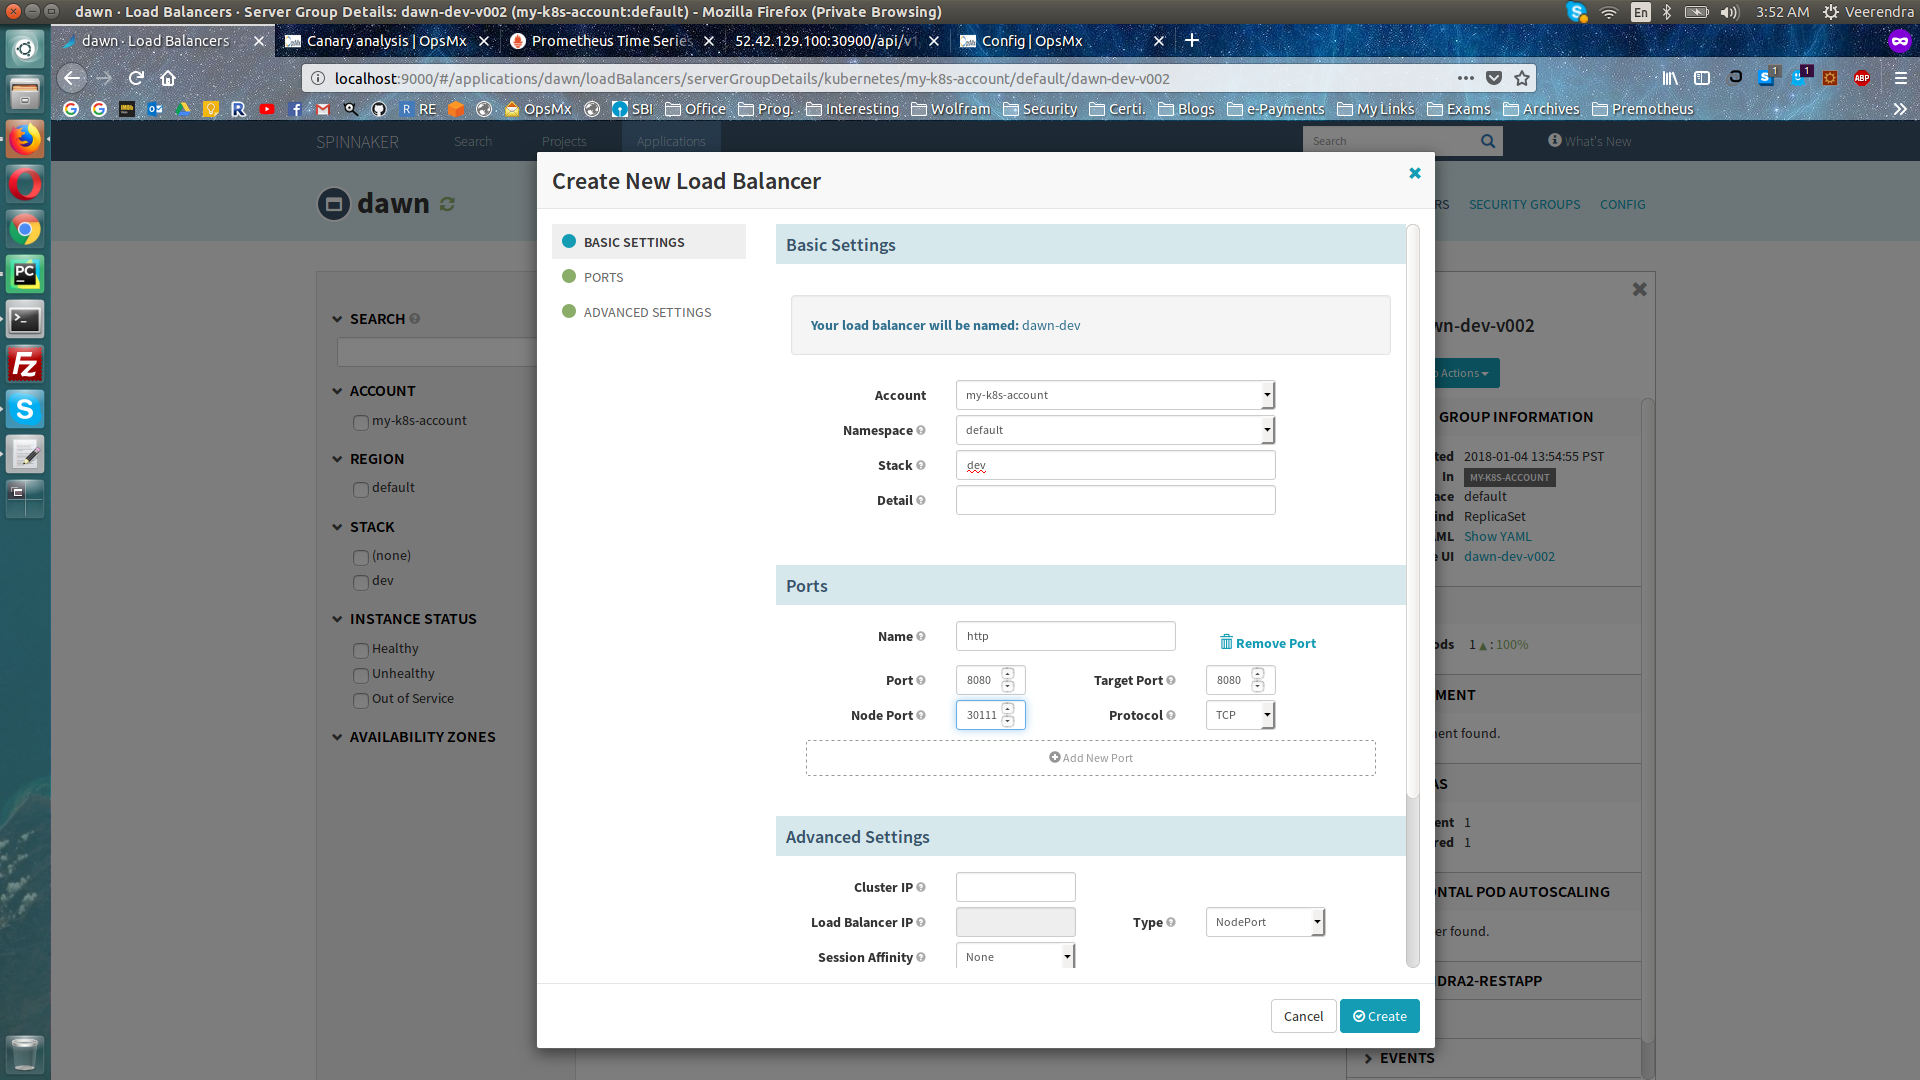 dawn · Load Balancers · Server Group Details: dawn-dev-v002 (my-k8s-account:default) - Mozilla Firefox (Private Browsing)
En
3:52 AM
Veerendra
dawn · Load Balancers
Canary analysis | OpsMx
Prometheus Time Series
52.42.129.100:30900/api/v1
Config | OpsMx
localhost:9000/#/applications/dawn/loadBalancers/serverGroupDetails/kubernetes/my-k8s-account/default/dawn-dev-v002
1
1
ABP
RE
OpsMx
SBI
Office
Prog.
Interesting
Wolfram
Security
Certi.
Blogs
e-Payments
My Links
Exams
Archives
Premotheus
SPINNAKER
Search
Projects
Applications
Search
What's New
dawn
RS
SECURITY GROUPS
CONFIG
SEARCH
ACCOUNT
my-k8s-account
REGION
default
STACK
(none)
dev
INSTANCE STATUS
Healthy
Unhealthy
Out of Service
AVAILABILITY ZONES
Create New Load Balancer
BASIC SETTINGS
PORTS
ADVANCED SETTINGS
Basic Settings
Your load balancer will be named: dawn-dev
Account my-k8s-account
Namespace default
Stack dev
Detail
Ports
Name http
Remove Port
Port 8080 Target Port 8080
Node Port 30111 Protocol TCP
Add New Port
Advanced Settings
Cluster IP
Load Balancer IP Type NodePort
Session Affinity None
Cancel
Create
wn-dev-v002
Actions
GROUP INFORMATION
ted 2018-01-04 13:54:55 PST
In MY-K8S-ACCOUNT
ace default
ind ReplicaSet
ML Show YAML
e UI dawn-dev-v002
ods 1 : 100%
MENT
ent found.
AS
ent 1
red 1
NTAL POD AUTOSCALING
er found.
DRA2-RESTAPP
EVENTS